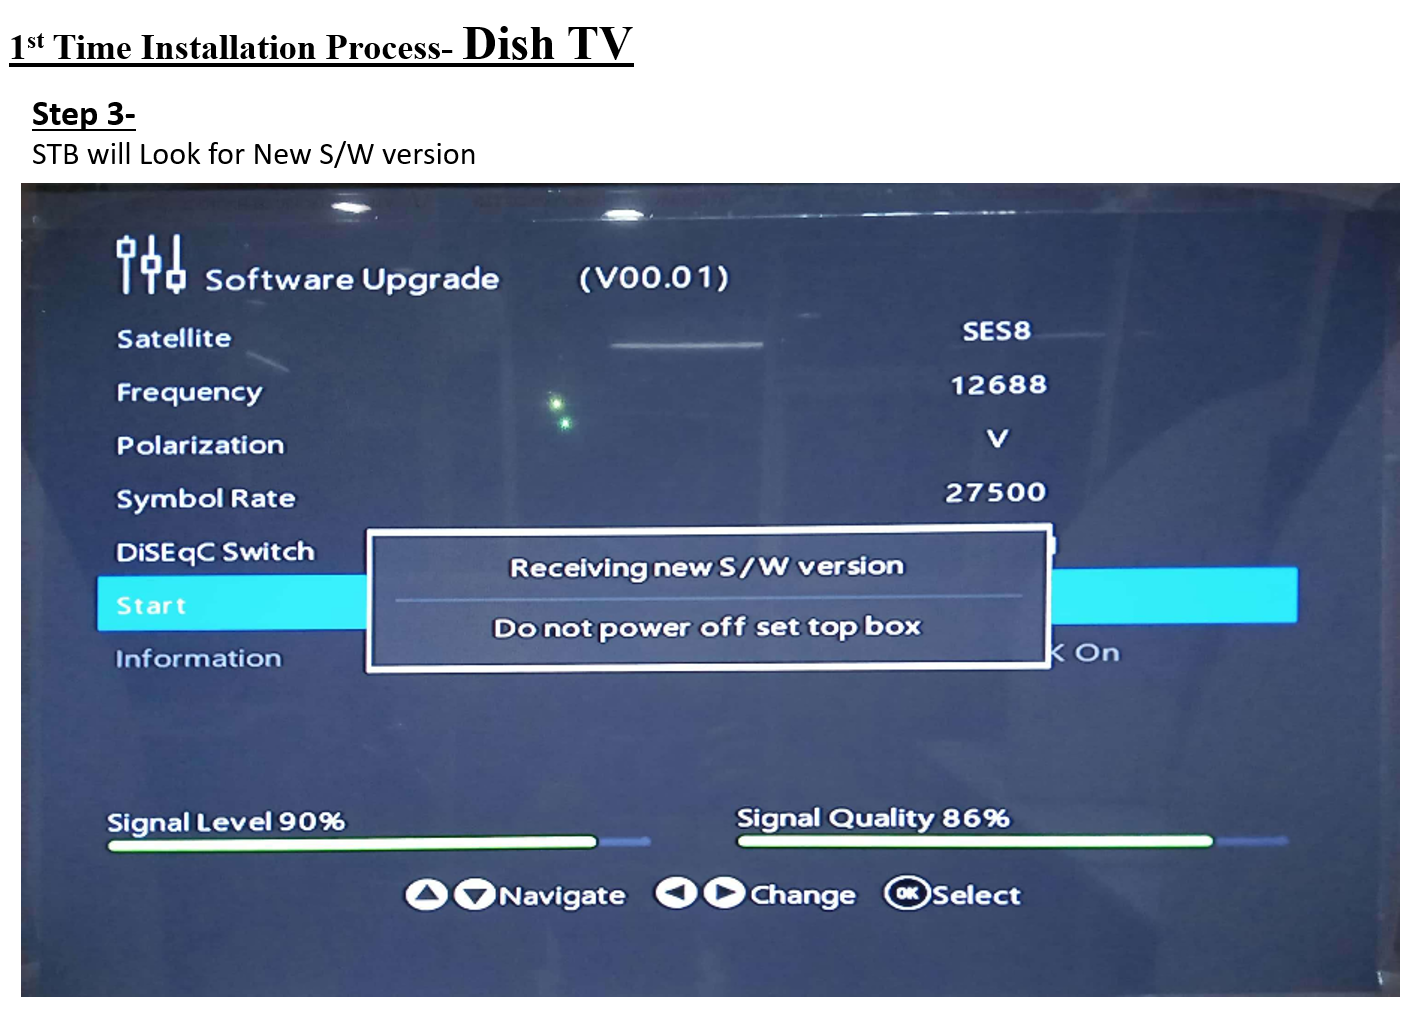 1st Time Installation Process- Dish TV
Step 3-
STB will Look for New S/W version
Software Upgrade (V00.01)
Satellite SES8
Frequency 12688
Polarization V
Symbol Rate 27500
DiSEqC Switch
Receiving new S/W version
Start
Do not power off set top box
Information K On
Signal Level 90% Signal Quality 86%
Navigate Change OK Select